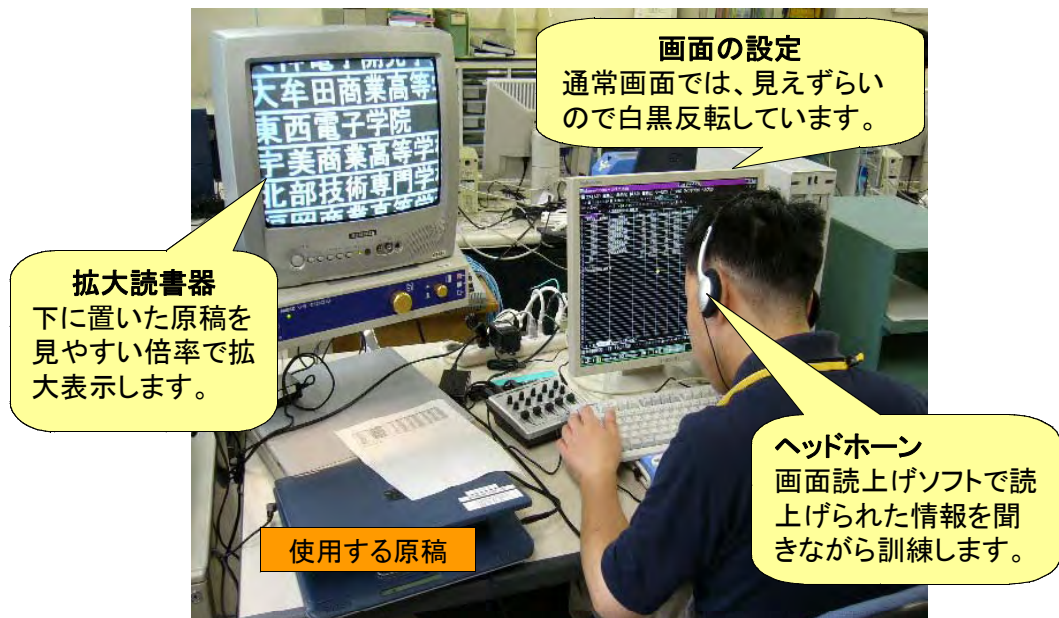 大牟田商業高等
東西電子学院
宇美商業高等学
北部技術専門学
画面の設定
通常画面では、見えずらい
ので白黒反転しています。
拡大読書器
下に置いた原稿を
見やすい倍率で拡
大表示します。
ヘッドホーン
画面読上げソフトで読
上げられた情報を聞
きながら訓練します。
使用する原稿